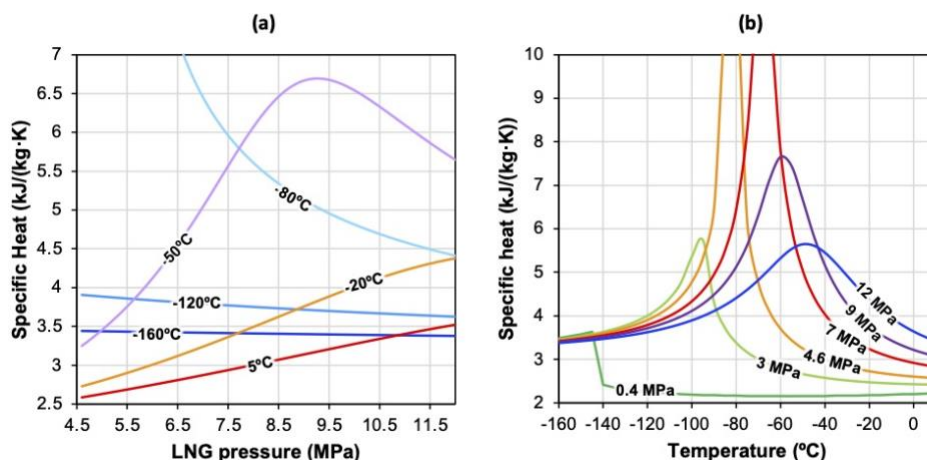 (a)
Specific Heat (kJ/(kg·K))
7
6.5
6
5.5
5
4.5
4
3.5
3
2.5
-50ºC
-80ºC
-20ºC
-120ºC
-160ºC
5ºC
4.5 5.5 6.5 7.5 8.5 9.5 10.5 11.5
LNG pressure (MPa)
(b)
Specific heat (kJ/(kg·K))
10
9
8
7
6
5
4
3
2
12 MPa
9 MPa
7 MPa
4.6 MPa
3 MPa
0.4 MPa
-160 -140 -120 -100 -80 -60 -40 -20 0
Temperature (ºC)